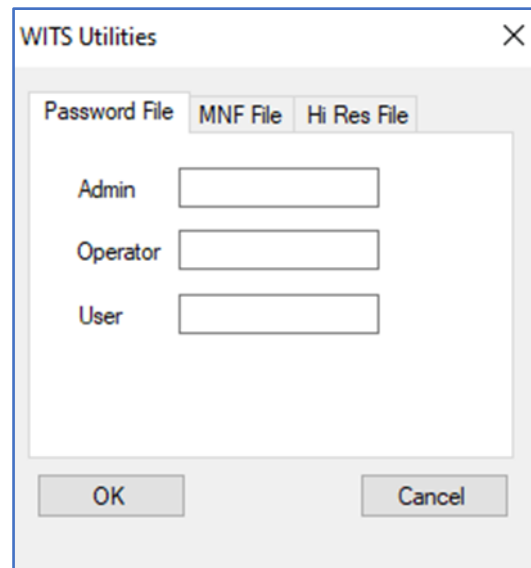 WITS Utilities
Password File MNF File Hi Res File
Admin
Operator
User
OK Cancel